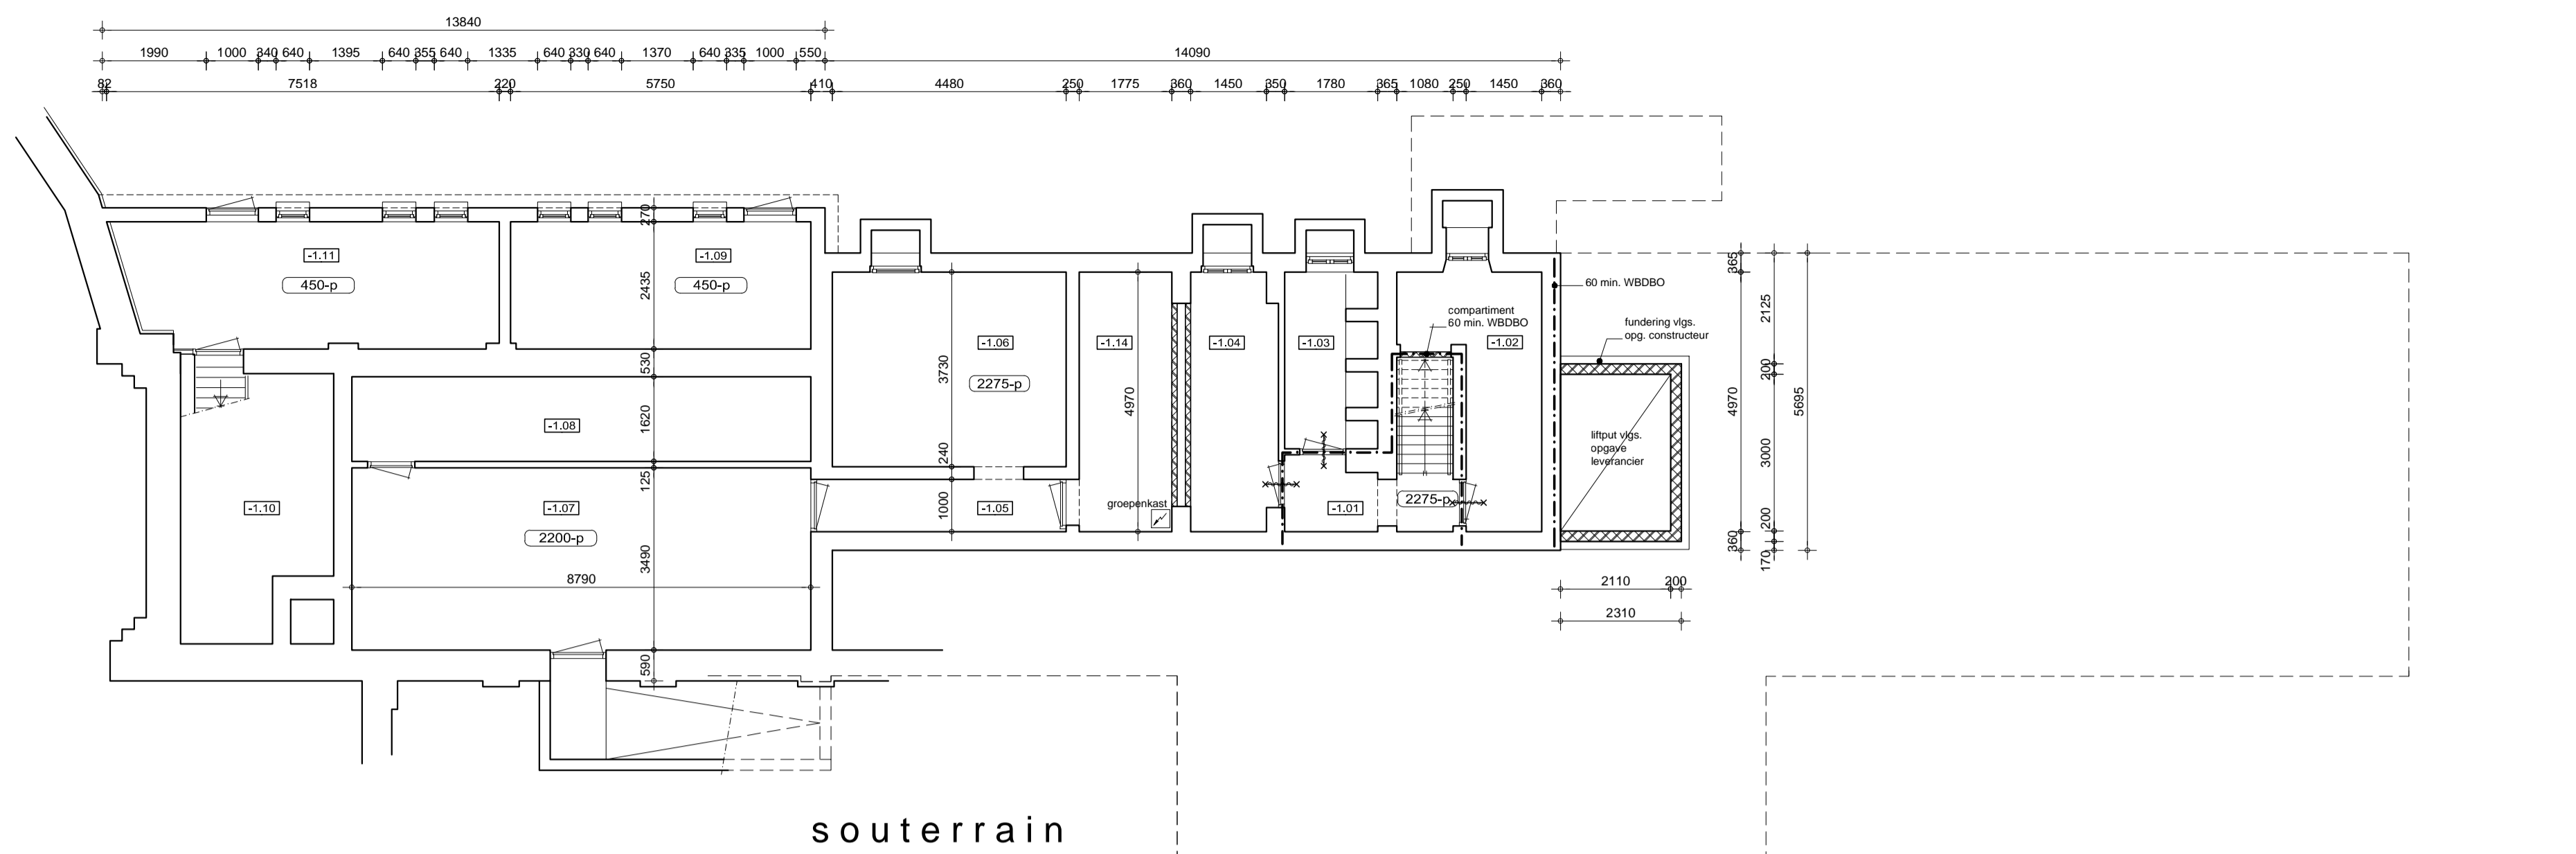 13840
1990 1000 340 640 1395 640 355 640 1335 640 330 640 1370 640 335 1000 550 14090
82 7518 220 5750 410 4480 250 1775 360 1450 350 1780 365 1080 250 1450 360
270
-1.11
450-p
-1.09
450-p
2435
530
-1.08
1620
125
-1.07
2200-p
3490
8790
590
-1.10
-1.06
2275-p
3730
240
1000
-1.05
-1.14
4970
groepenkast
-1.04
-1.03
-1.01
2275-p
compartiment
60 min. WBDBO
-1.02
60 min. WBDBO
fundering vlgs.
opg. constructeur
liftput vlgs.
opgave
leverancier
365
4970
360
2125
200
3000
200
170
5695
2110 200
2310
souterrain